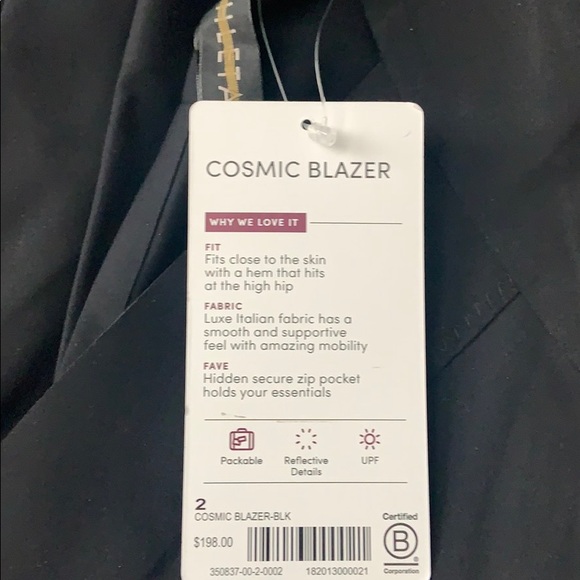 LETA
COSMIC BLAZER
WHY WE LOVE IT
FIT
Fits close to the skin
with a hem that hits
at the high hip
FABRIC
Luxe Italian fabric has a
smooth and supportive
feel with amazing mobility
FAVE
Hidden secure zip pocket
holds your essentials
Packable
Reflective
Details
UPF
2
COSMIC BLAZER-BLK
$198.00
350837-00-2-0002
182013000021
Certified
B
®
Corporation